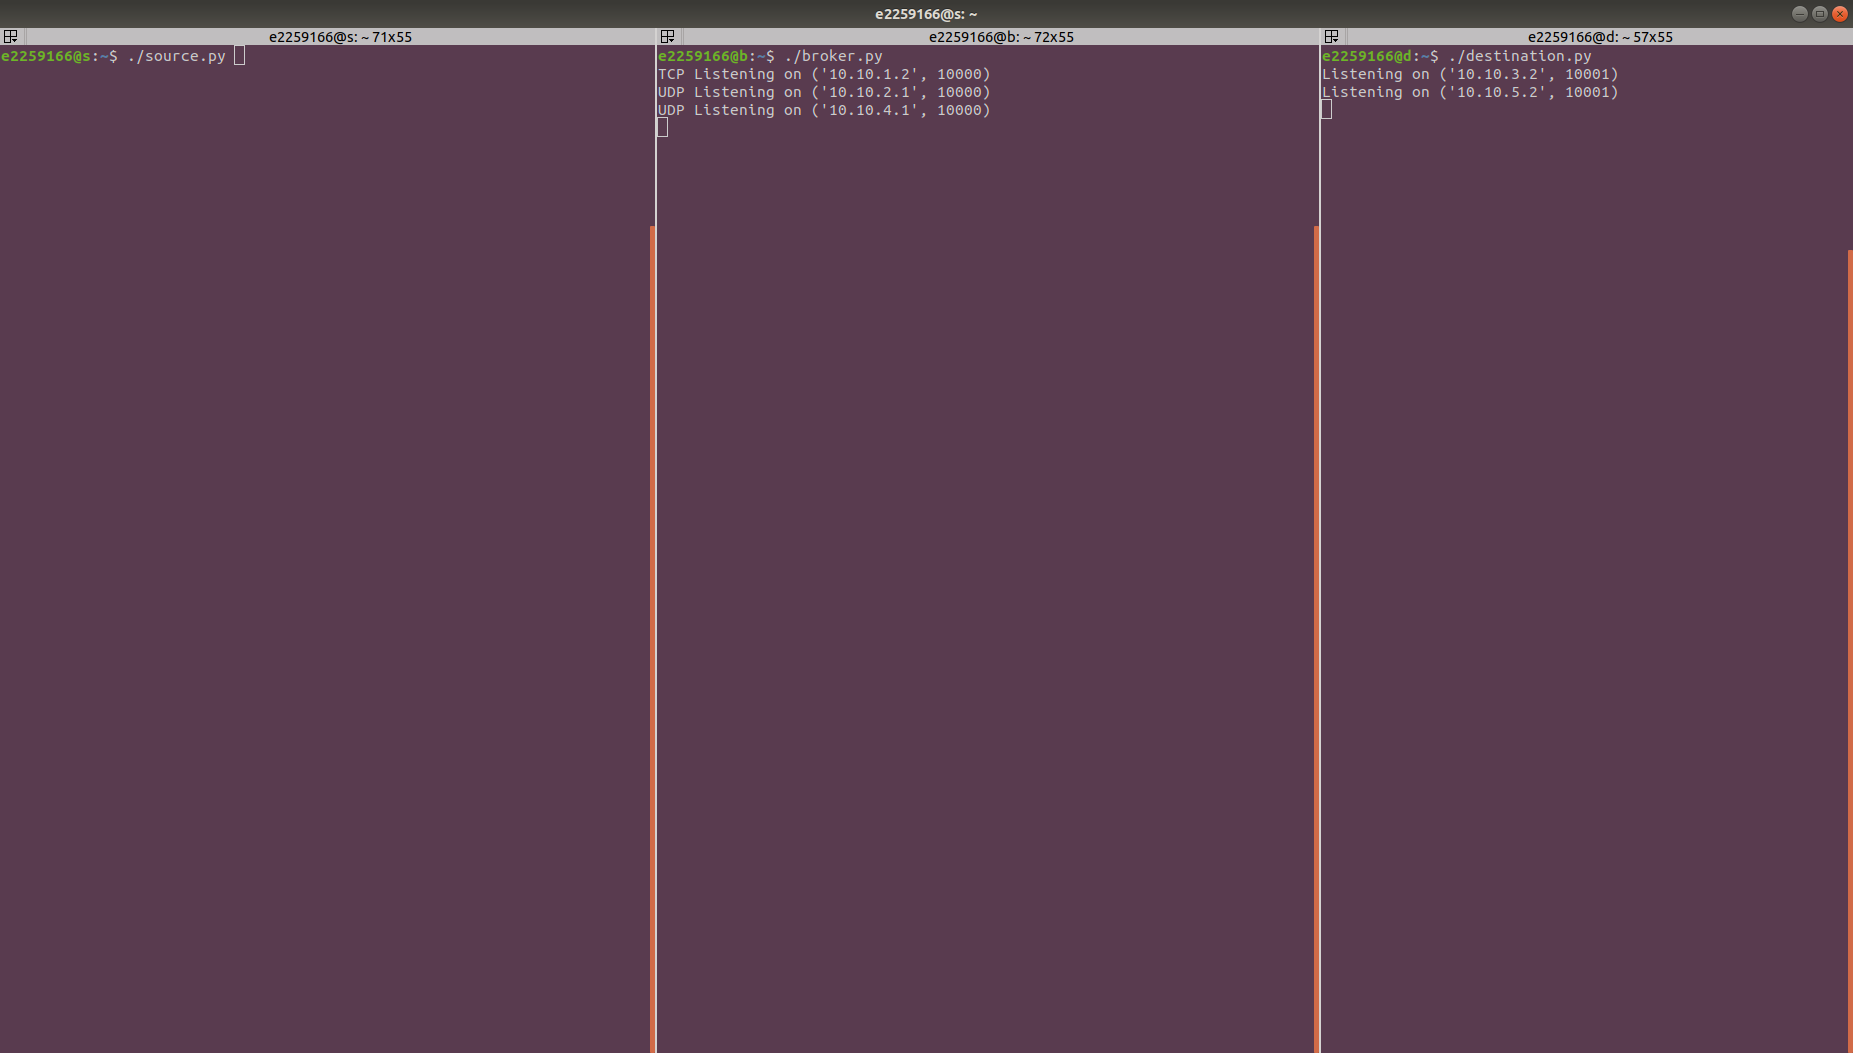 e2259166@s: ~
e2259166@s: ~ 71x55
e2259166@s:~$ ./source.py
e2259166@b: ~ 72x55
e2259166@b:~$ ./broker.py
TCP Listening on ('10.10.1.2', 10000)
UDP Listening on ('10.10.2.1', 10000)
UDP Listening on ('10.10.4.1', 10000)
e2259166@d: ~ 57x55
e2259166@d:~$ ./destination.py
Listening on ('10.10.3.2', 10001)
Listening on ('10.10.5.2', 10001)